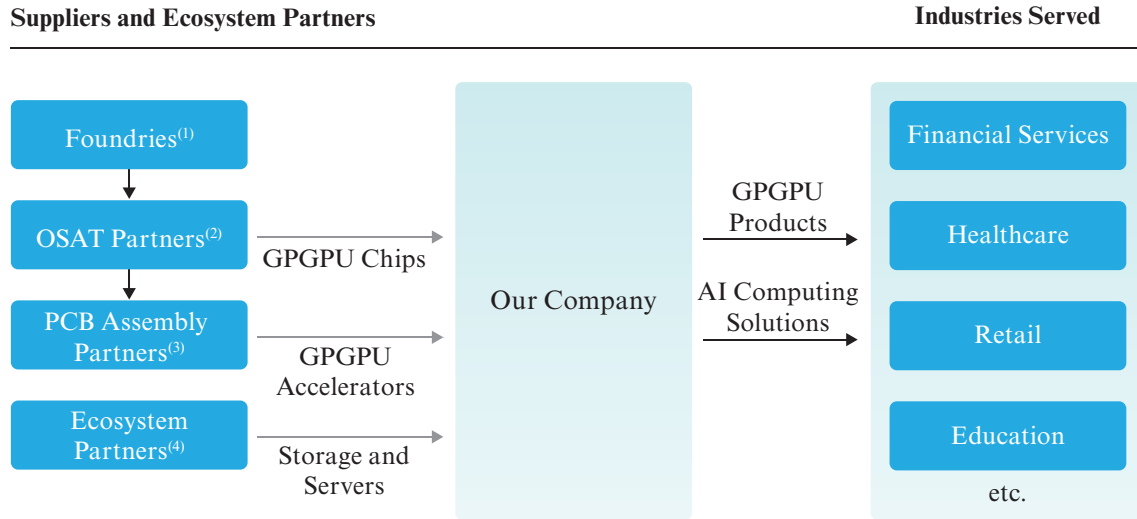 Suppliers and Ecosystem Partners
Industries Served
Foundries(1)
OSAT Partners(2)
PCB Assembly
Partners(3)
Ecosystem
Partners(4)
GPGPU Chips
GPGPU
Accelerators
Storage and
Servers
Our Company
GPGPU
Products
AI Computing
Solutions
Financial Services
Healthcare
Retail
Education
etc.